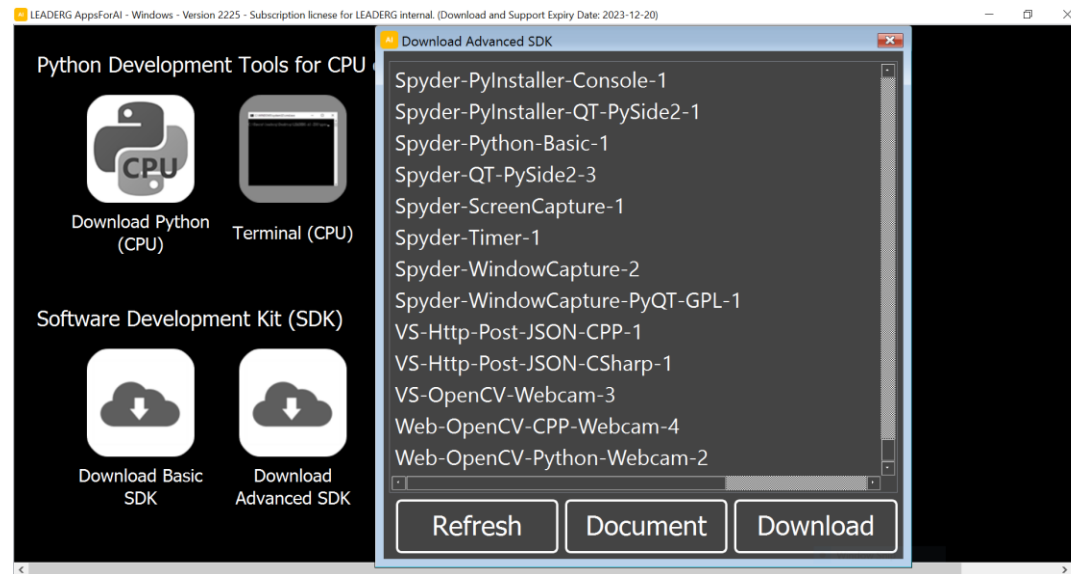 LEADERG AppsForAI - Windows - Version 2225 - Subscription licnese for LEADERG internal. (Download and Support Expiry Date: 2023-12-20)
Python Development Tools for CPU
CPU
Download Python
(CPU)
Terminal (CPU)
Software Development Kit (SDK)
Download Basic
SDK
Download
Advanced SDK
AI Download Advanced SDK
Spyder-PyInstaller-Console-1
Spyder-PyInstaller-QT-PySide2-1
Spyder-Python-Basic-1
Spyder-QT-PySide2-3
Spyder-ScreenCapture-1
Spyder-Timer-1
Spyder-WindowCapture-2
Spyder-WindowCapture-PyQT-GPL-1
VS-Http-Post-JSON-CPP-1
VS-Http-Post-JSON-CSharp-1
VS-OpenCV-Webcam-3
Web-OpenCV-CPP-Webcam-4
Web-OpenCV-Python-Webcam-2
Refresh
Document
Download